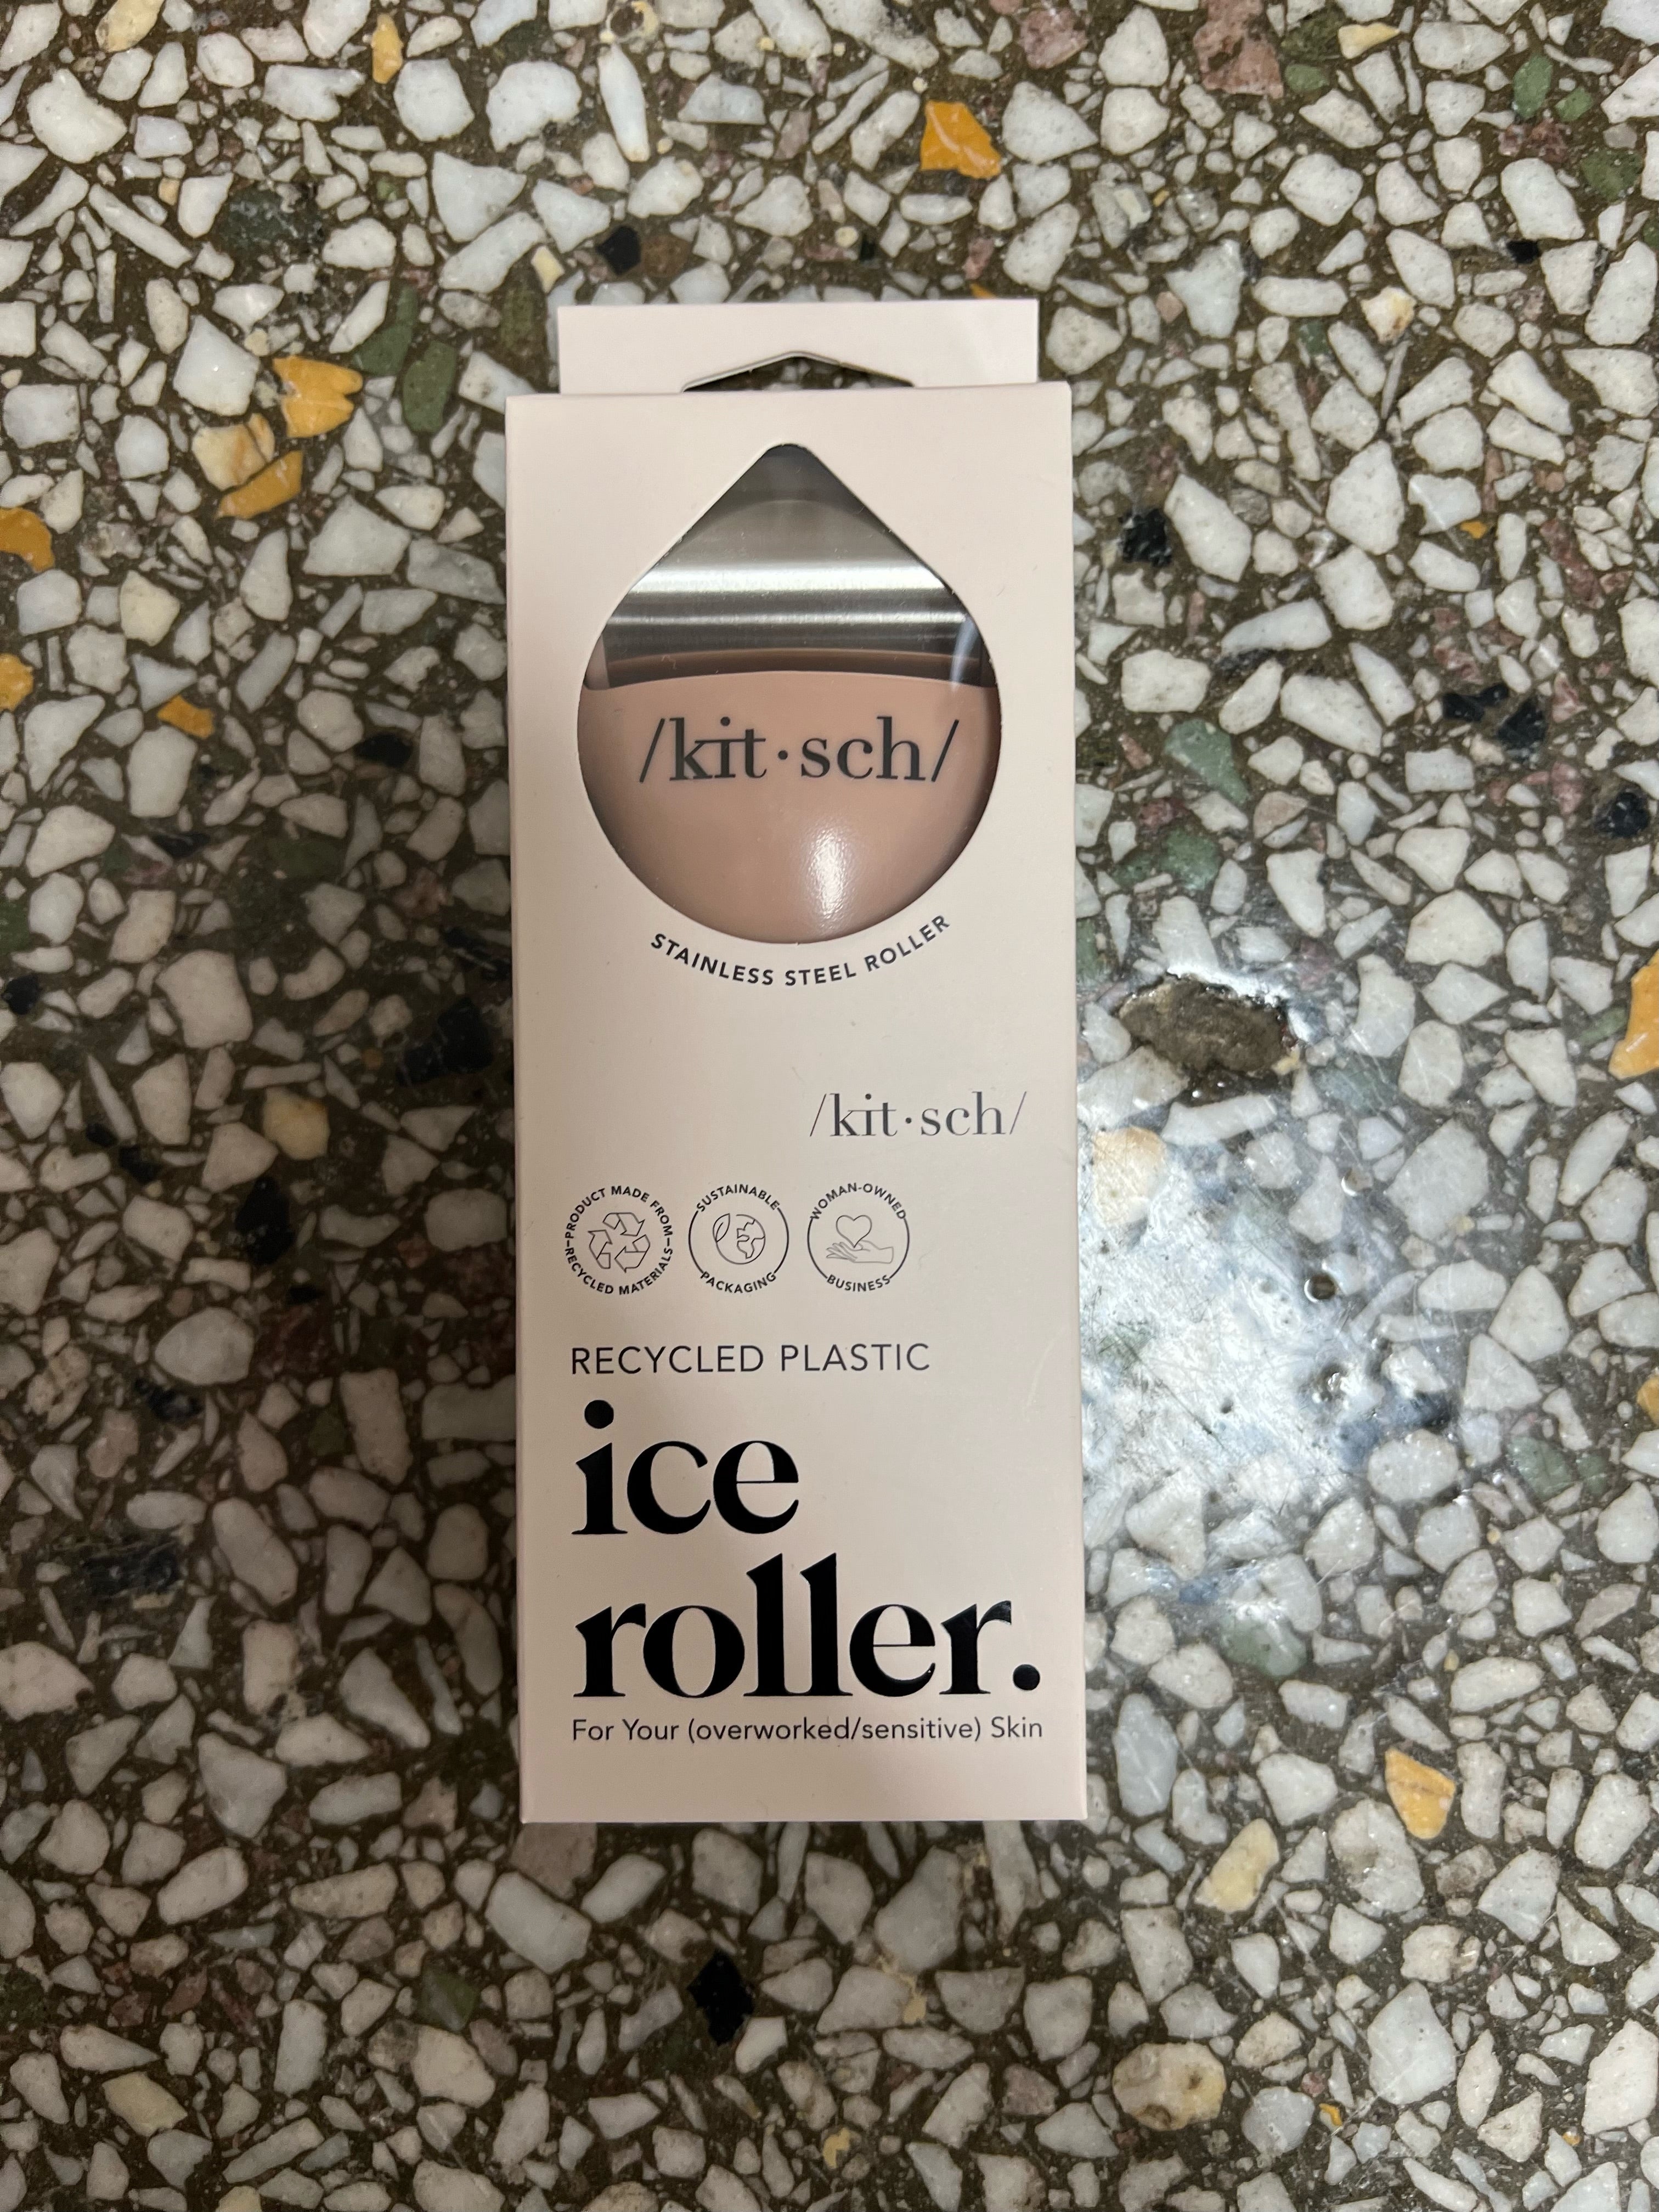 /kit·sch/
STAINLESS STEEL ROLLER
/kit·sch/
PRODUCT MADE FROM
RECYCLED MATERIALS
SUSTAINABLE
PACKAGING
WOMAN-OWNED
BUSINESS
RECYCLED PLASTIC
ice
roller.
For Your (overworked/sensitive) Skin